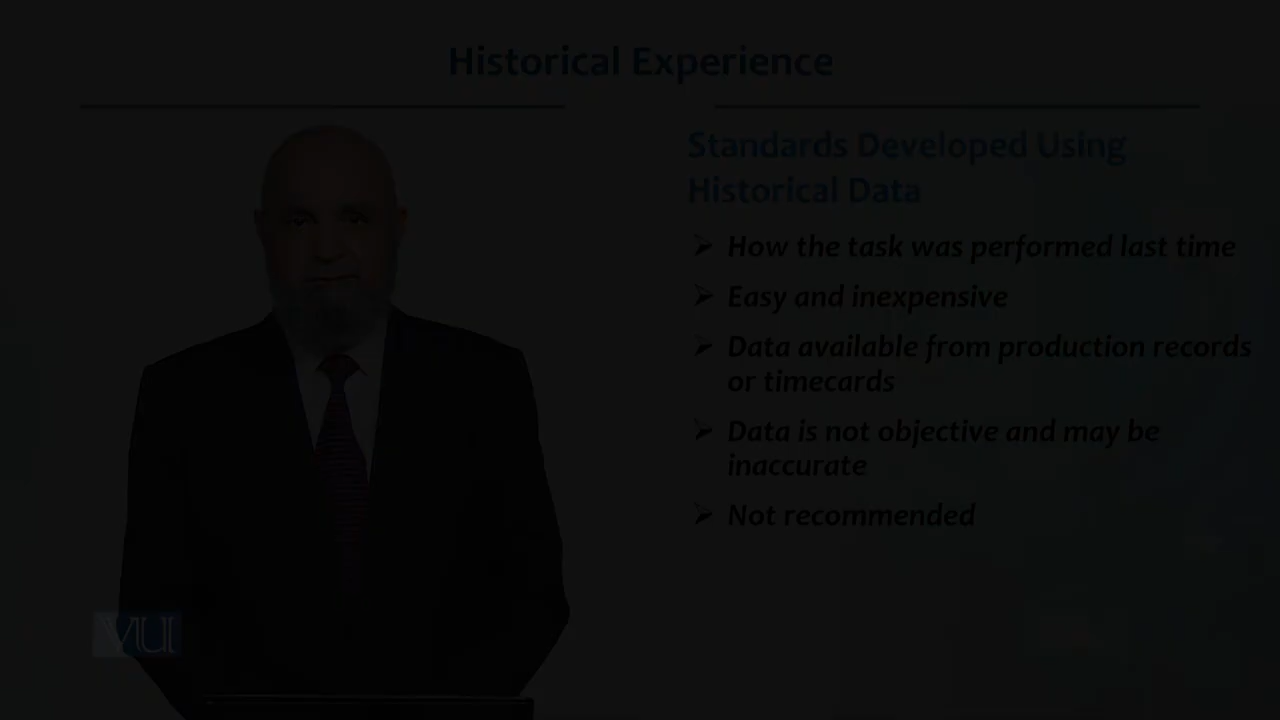 Historical Experience
Standards Developed Using
Historical Data
How the task was performed last time
Easy and inexpensive
Data available from production records
or timecards
Data is not objective and may be
inaccurate
Not recommended
VU